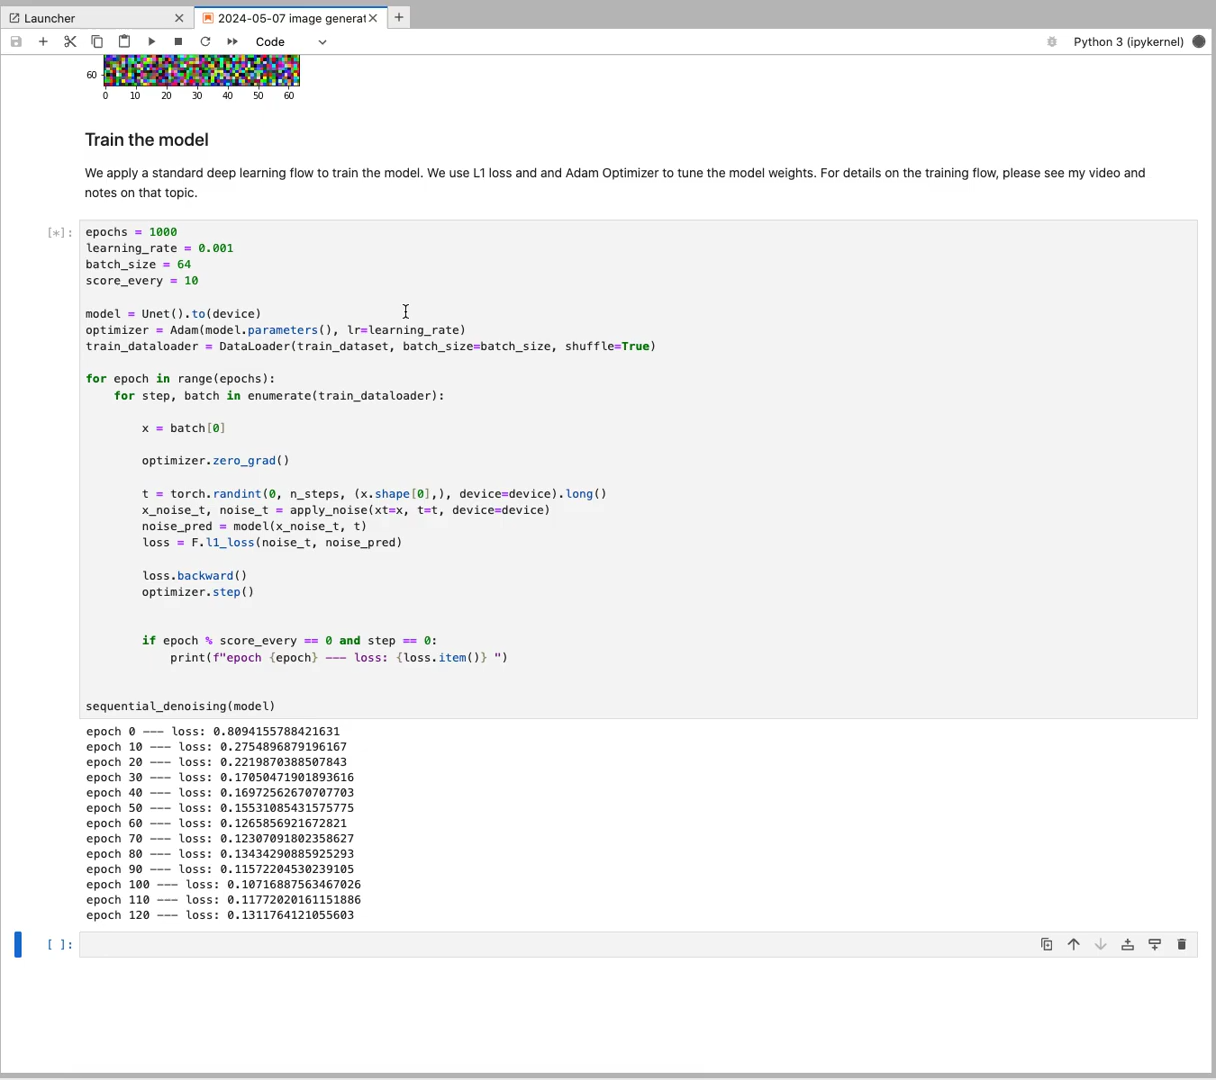 Launcher
2024-05-07 image generat
Code
Python 3 (ipykernel)
60
0 10 20 30 40 50 60
Train the model
We apply a standard deep learning flow to train the model. We use L1 loss and and Adam Optimizer to tune the model weights. For details on the training flow, please see my video and
notes on that topic.
[*]:
epochs = 1000
learning_rate = 0.001
batch_size = 64
score_every = 10
model = Unet().to(device)
optimizer = Adam(model.parameters(), lr=learning_rate)
train_dataloader = DataLoader(train_dataset, batch_size=batch_size, shuffle=True)
for epoch in range(epochs):
    for step, batch in enumerate(train_dataloader):
        x = batch[0]
        optimizer.zero_grad()
        t = torch.randint(0, n_steps, (x.shape[0],), device=device).long()
        x_noise_t, noise_t = apply_noise(xt=x, t=t, device=device)
        noise_pred = model(x_noise_t, t)
        loss = F.l1_loss(noise_t, noise_pred)
        loss.backward()
        optimizer.step()
        if epoch % score_every == 0 and step == 0:
            print(f"epoch {epoch} --- loss: {loss.item()} ")
sequential_denoising(model)
epoch 0 --- loss: 0.8094155788421631
epoch 10 --- loss: 0.2754896879196167
epoch 20 --- loss: 0.2219870388507843
epoch 30 --- loss: 0.17050471901893616
epoch 40 --- loss: 0.16972562670707703
epoch 50 --- loss: 0.15531085431575775
epoch 60 --- loss: 0.1265856921672821
epoch 70 --- loss: 0.12307091802358627
epoch 80 --- loss: 0.13434290885925293
epoch 90 --- loss: 0.11572204530239105
epoch 100 --- loss: 0.10716887563467026
epoch 110 --- loss: 0.11772020161151886
epoch 120 --- loss: 0.1311764121055603
[ ]: